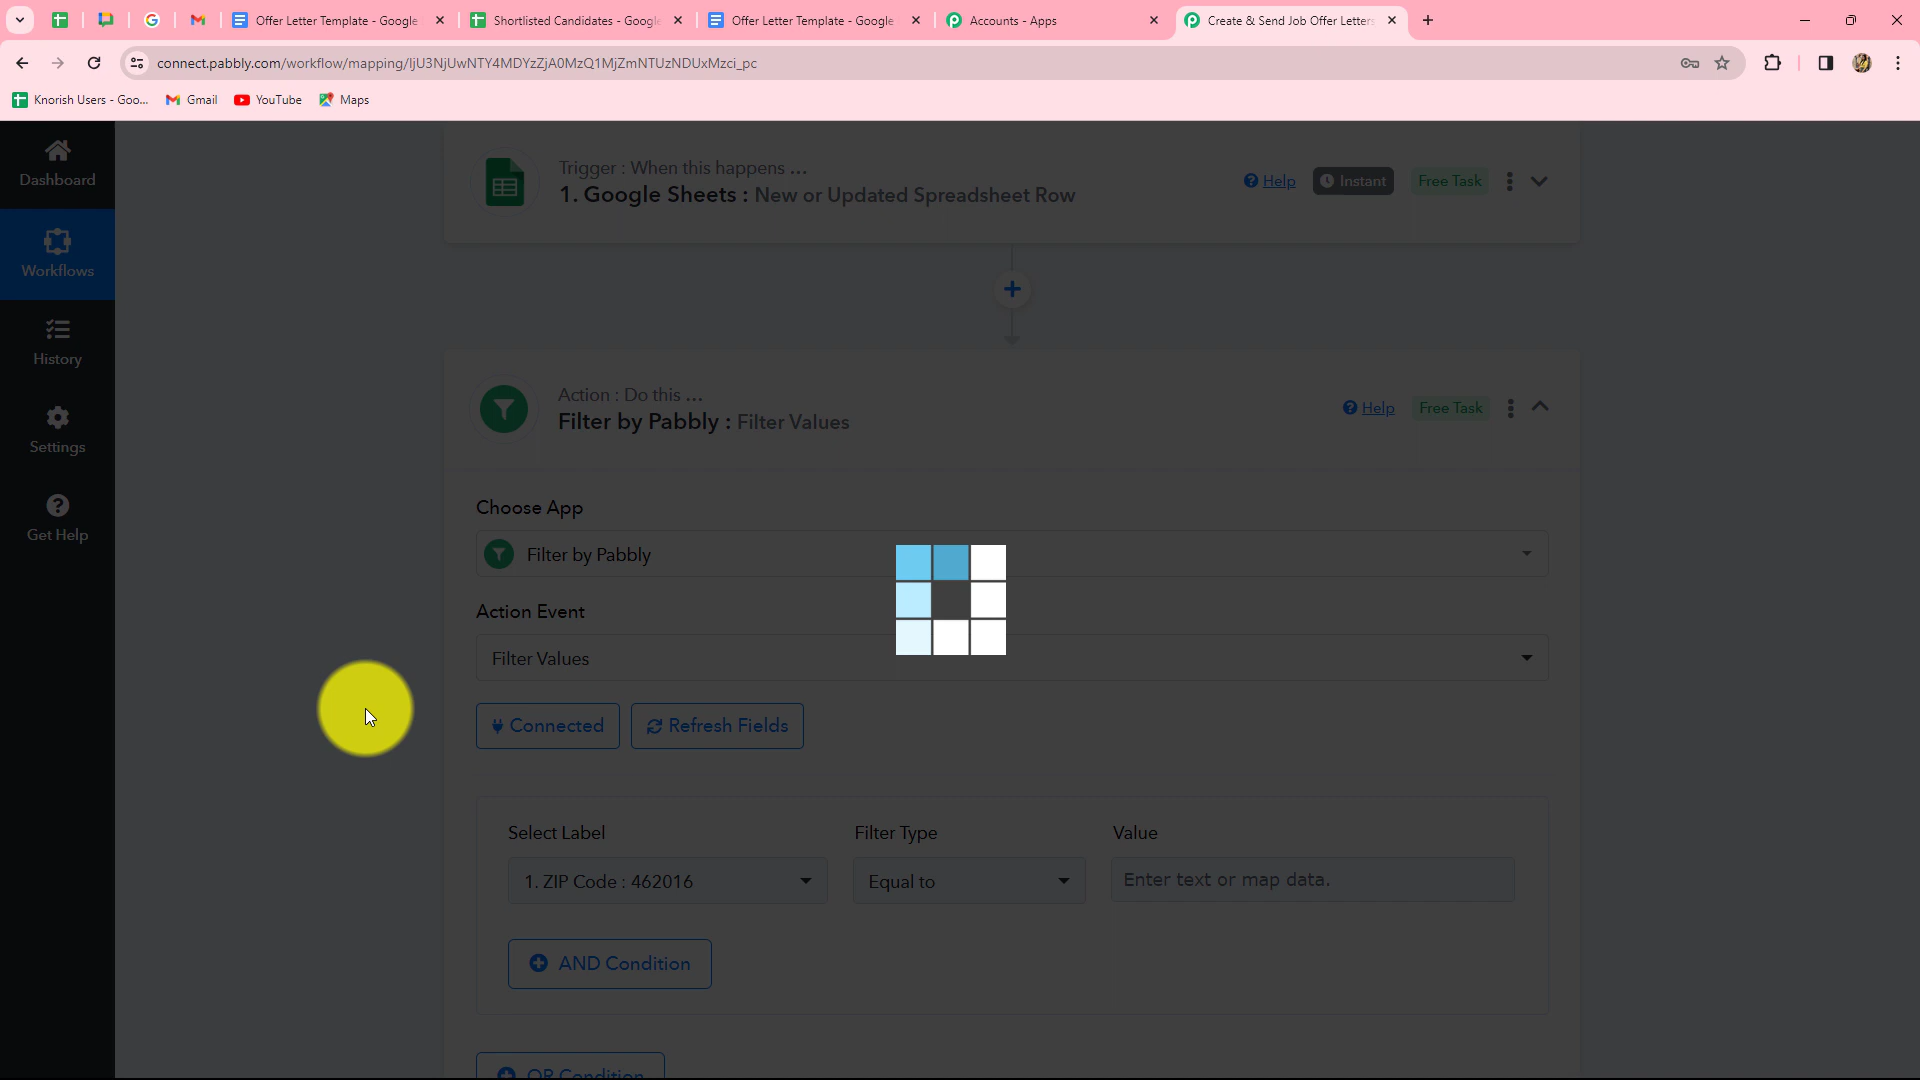 Offer Letter Template - Google
Shortlisted Candidates - Google
Offer Letter Template - Google
Accounts - Apps
Create & Send Job Offer Letters
connect.pabbly.com/workflow/mapping/IjU3NjUwNTY4MDYzZjA0MzQ1MjZmNTUzNDUxMzci_pc
Knorish Users - Goo...
Gmail
YouTube
Maps
Dashboard
Workflows
History
Settings
Get Help
Trigger : When this happens ...
1. Google Sheets : New or Updated Spreadsheet Row
Help
Instant
Free Task
Action : Do this ...
Filter by Pabbly : Filter Values
Help
Free Task
Choose App
Filter by Pabbly
Action Event
Filter Values
Connected
Refresh Fields
Select Label
Filter Type
Value
1. ZIP Code : 462016
Equal to
Enter text or map data.
AND Condition
OR Condition